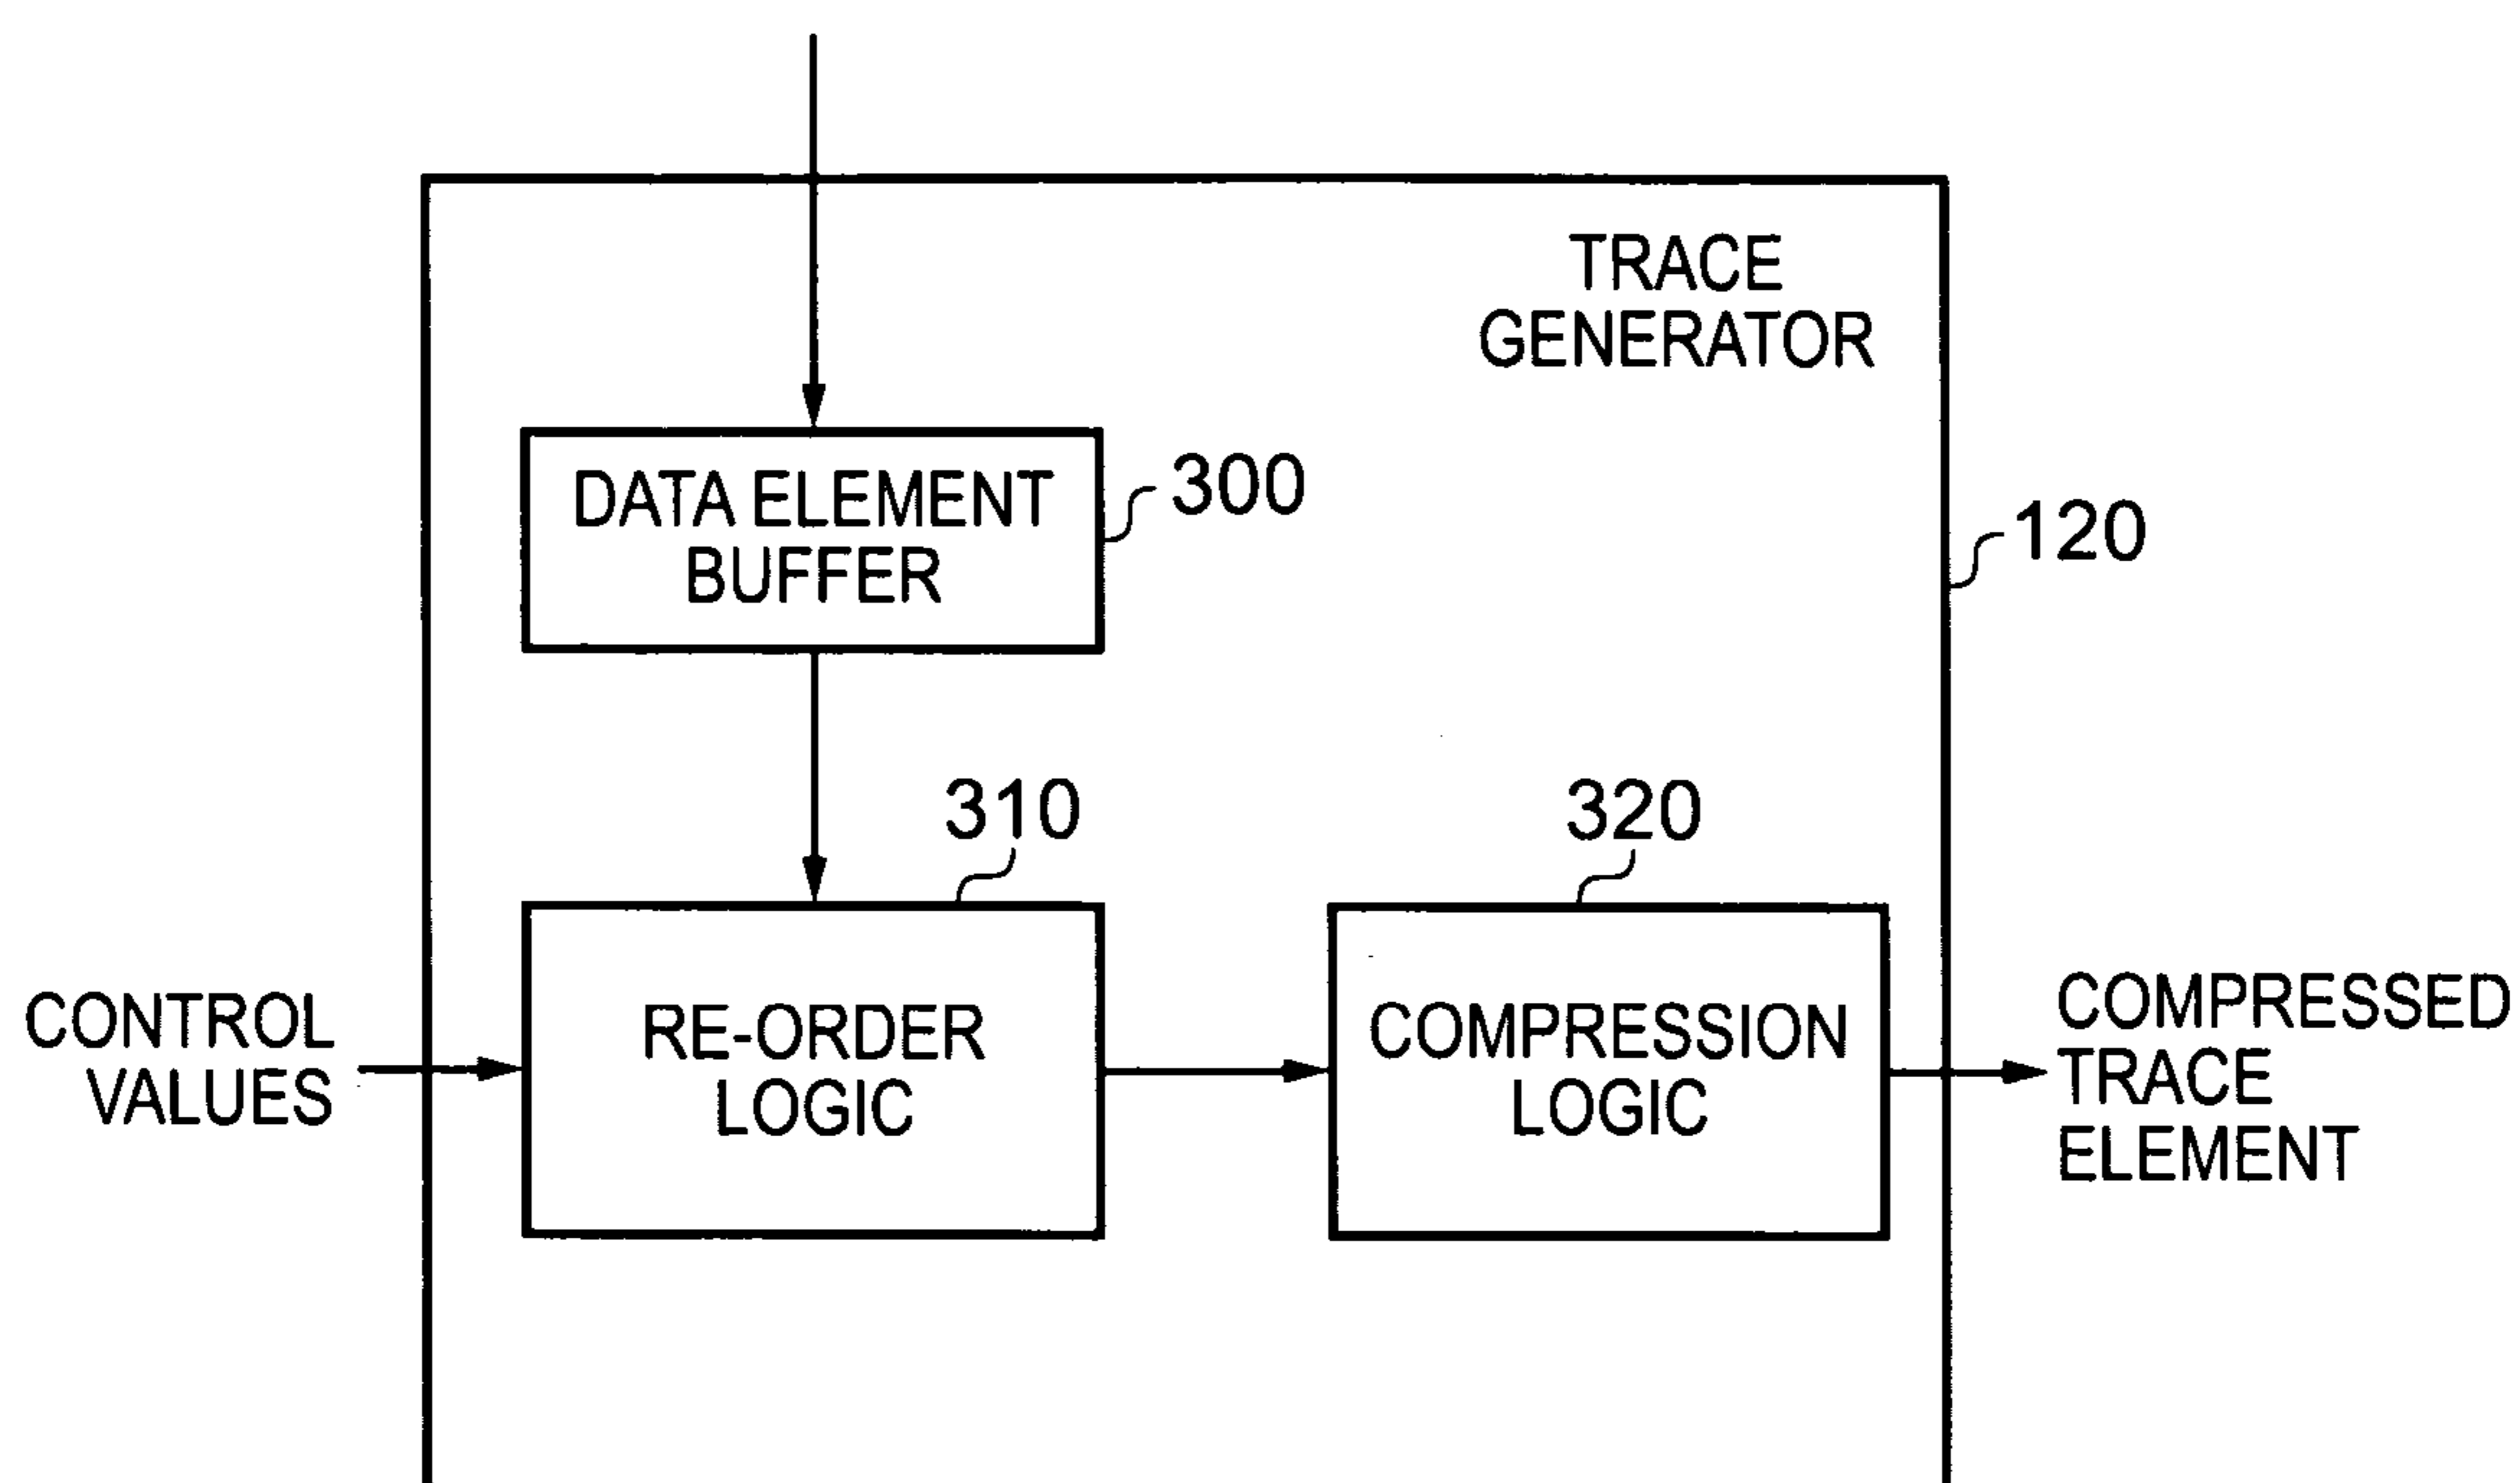 TRACE
GENERATOR
DATA ELEMENT
BUFFER
300
120
310
320
CONTROL
VALUES
RE-ORDER
LOGIC
COMPRESSION
LOGIC
COMPRESSED
TRACE
ELEMENT